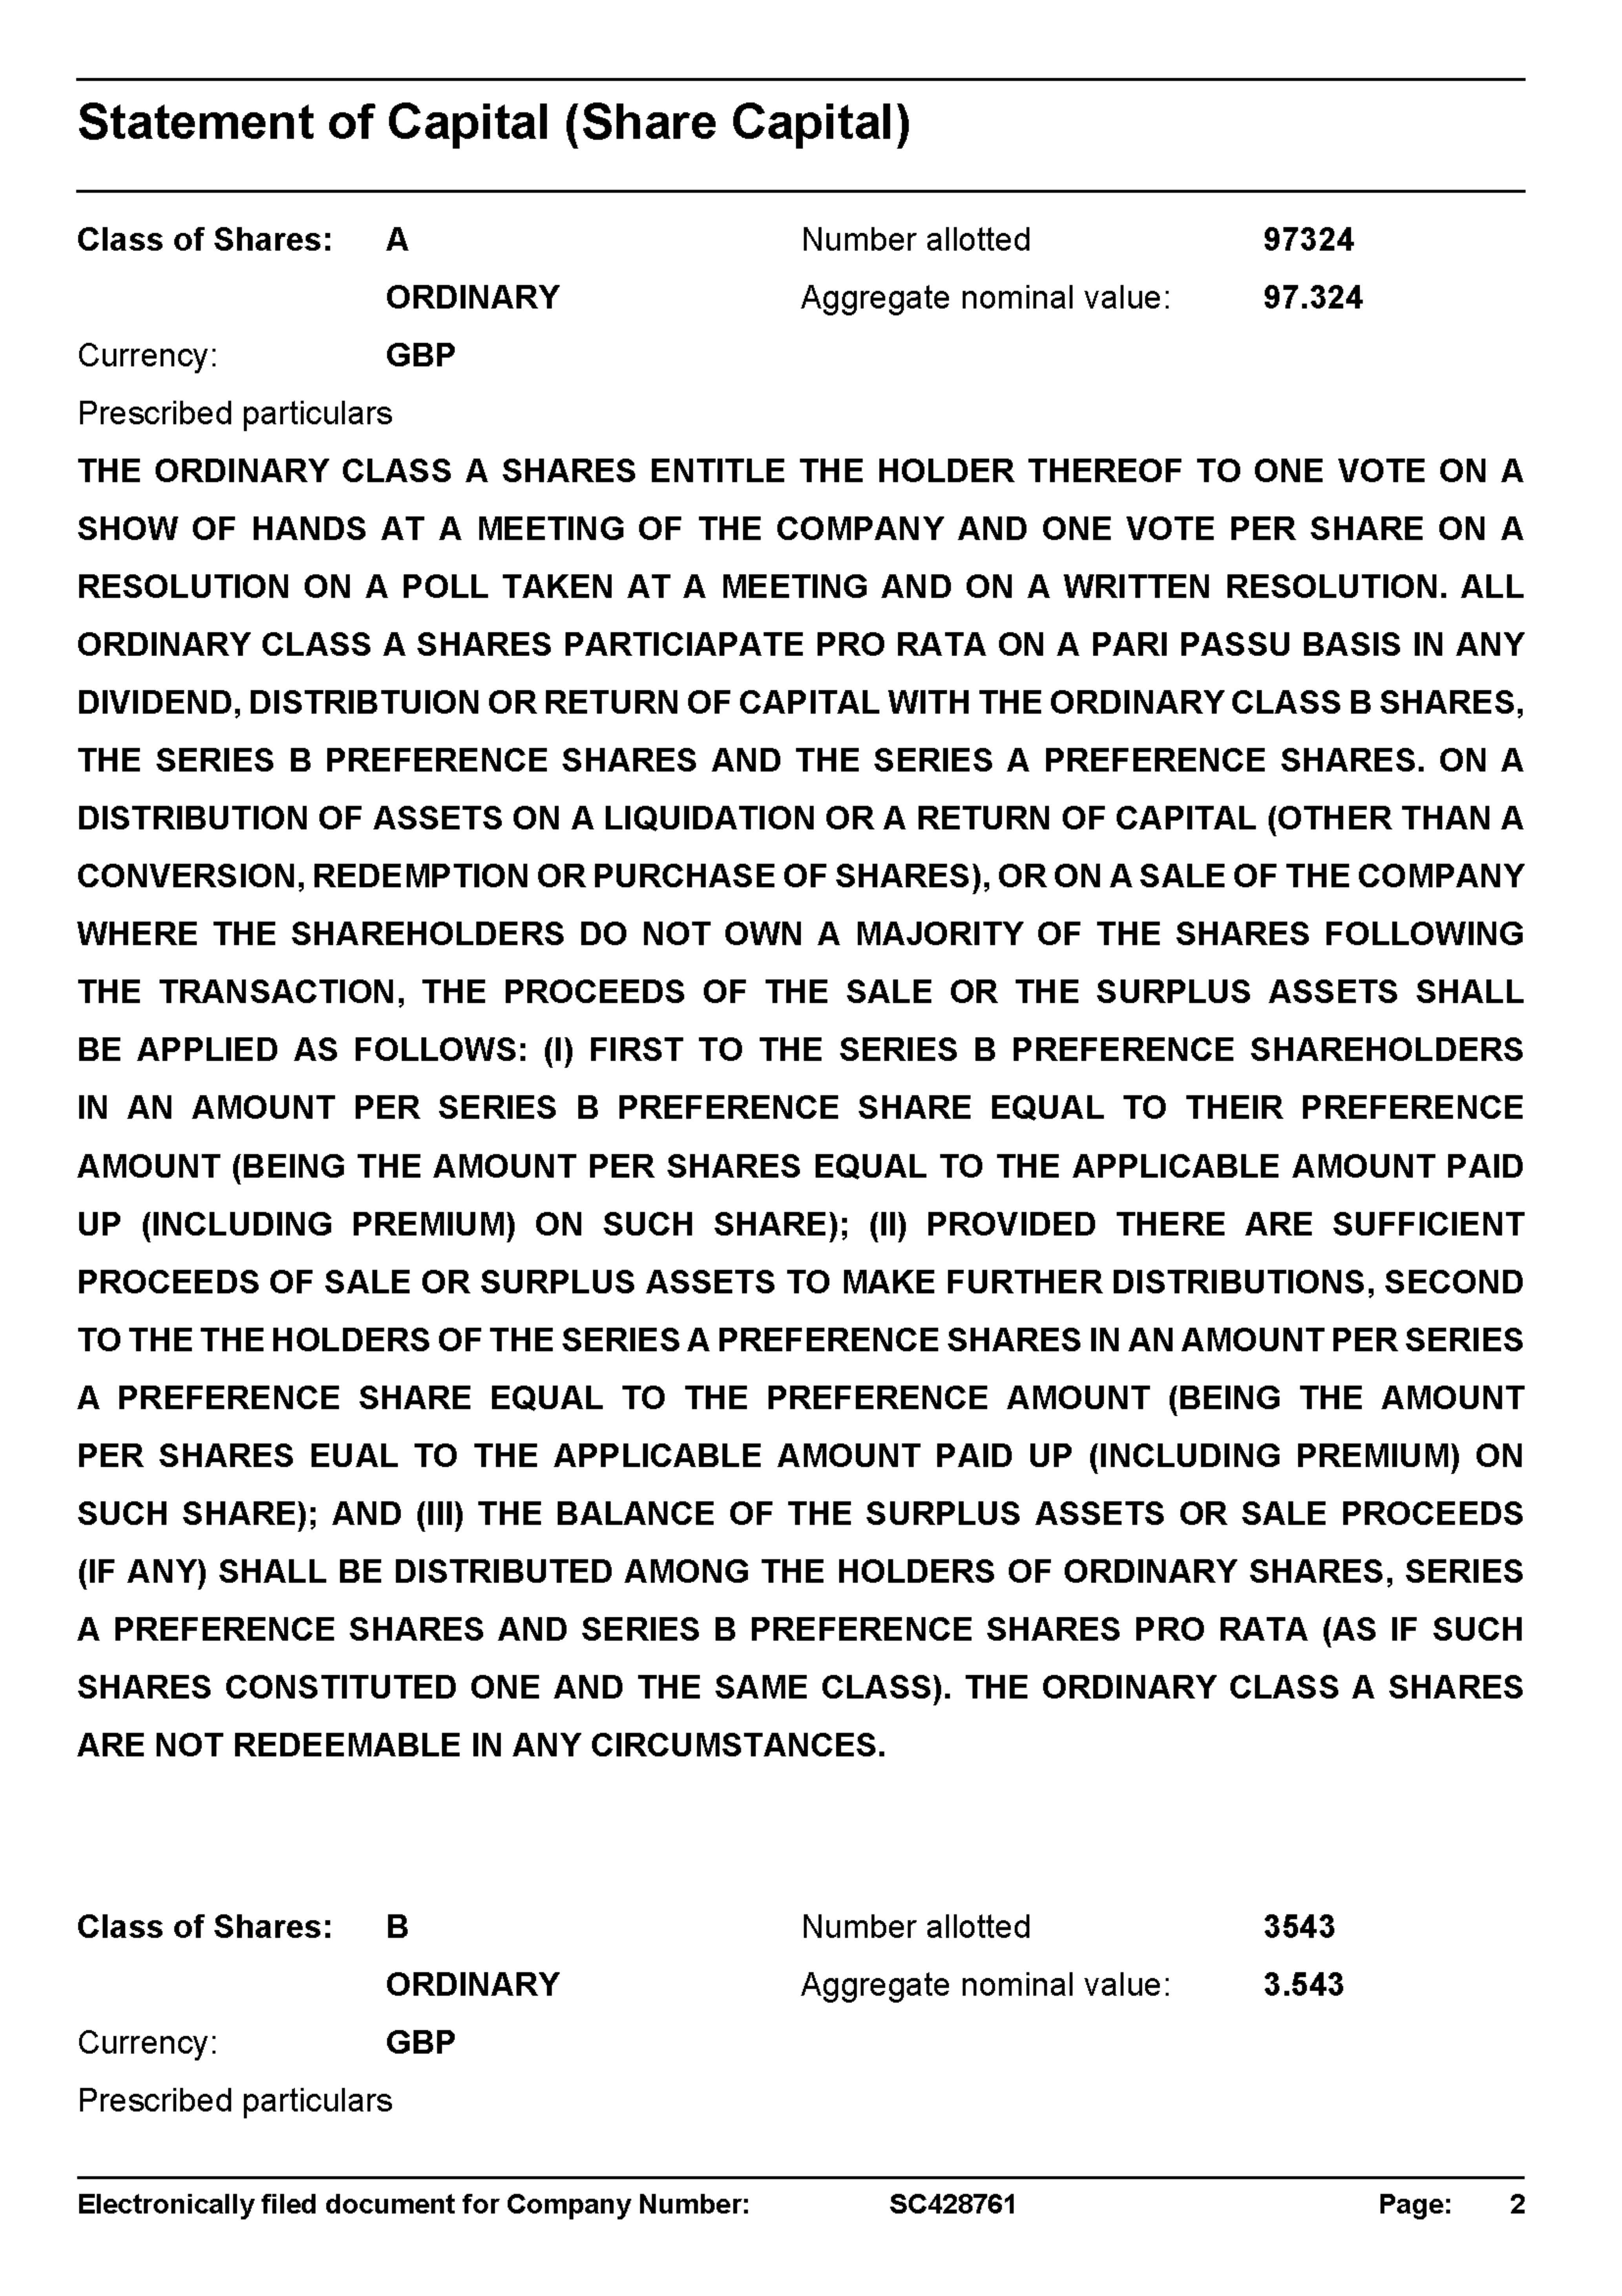 Statement of Capital (Share Capital)
Class of Shares: A Number allotted 97324
ORDINARY Aggregate nominal value: 97.324
Currency: GBP
Prescribed particulars
THE ORDINARY CLASS A SHARES ENTITLE THE HOLDER THEREOF TO ONE VOTE ON A
SHOW OF HANDS AT A MEETING OF THE COMPANY AND ONE VOTE PER SHARE ON A
RESOLUTION ON A POLL TAKEN AT A MEETING AND ON A WRITTEN RESOLUTION. ALL
ORDINARY CLASS A SHARES PARTICIAPATE PRO RATA ON A PARI PASSU BASIS IN ANY
DIVIDEND, DISTRIBTUION OR RETURN OF CAPITAL WITH THE ORDINARY CLASS B SHARES,
THE SERIES B PREFERENCE SHARES AND THE SERIES A PREFERENCE SHARES. ON A
DISTRIBUTION OF ASSETS ON A LIQUIDATION OR A RETURN OF CAPITAL (OTHER THAN A
CONVERSION, REDEMPTION OR PURCHASE OF SHARES), OR ON A SALE OF THE COMPANY
WHERE THE SHAREHOLDERS DO NOT OWN A MAJORITY OF THE SHARES FOLLOWING
THE TRANSACTION, THE PROCEEDS OF THE SALE OR THE SURPLUS ASSETS SHALL
BE APPLIED AS FOLLOWS: (I) FIRST TO THE SERIES B PREFERENCE SHAREHOLDERS
IN AN AMOUNT PER SERIES B PREFERENCE SHARE EQUAL TO THEIR PREFERENCE
AMOUNT (BEING THE AMOUNT PER SHARES EQUAL TO THE APPLICABLE AMOUNT PAID
UP (INCLUDING PREMIUM) ON SUCH SHARE); (II) PROVIDED THERE ARE SUFFICIENT
PROCEEDS OF SALE OR SURPLUS ASSETS TO MAKE FURTHER DISTRIBUTIONS, SECOND
TO THE THE HOLDERS OF THE SERIES A PREFERENCE SHARES IN AN AMOUNT PER SERIES
A PREFERENCE SHARE EQUAL TO THE PREFERENCE AMOUNT (BEING THE AMOUNT
PER SHARES EUAL TO THE APPLICABLE AMOUNT PAID UP (INCLUDING PREMIUM) ON
SUCH SHARE); AND (III) THE BALANCE OF THE SURPLUS ASSETS OR SALE PROCEEDS
(IF ANY) SHALL BE DISTRIBUTED AMONG THE HOLDERS OF ORDINARY SHARES, SERIES
A PREFERENCE SHARES AND SERIES B PREFERENCE SHARES PRO RATA (AS IF SUCH
SHARES CONSTITUTED ONE AND THE SAME CLASS). THE ORDINARY CLASS A SHARES
ARE NOT REDEEMABLE IN ANY CIRCUMSTANCES.
Class of Shares: B Number allotted 3543
ORDINARY Aggregate nominal value: 3.543
Currency: GBP
Prescribed particulars
Electronically filed document for Company Number: SC428761 Page: 2